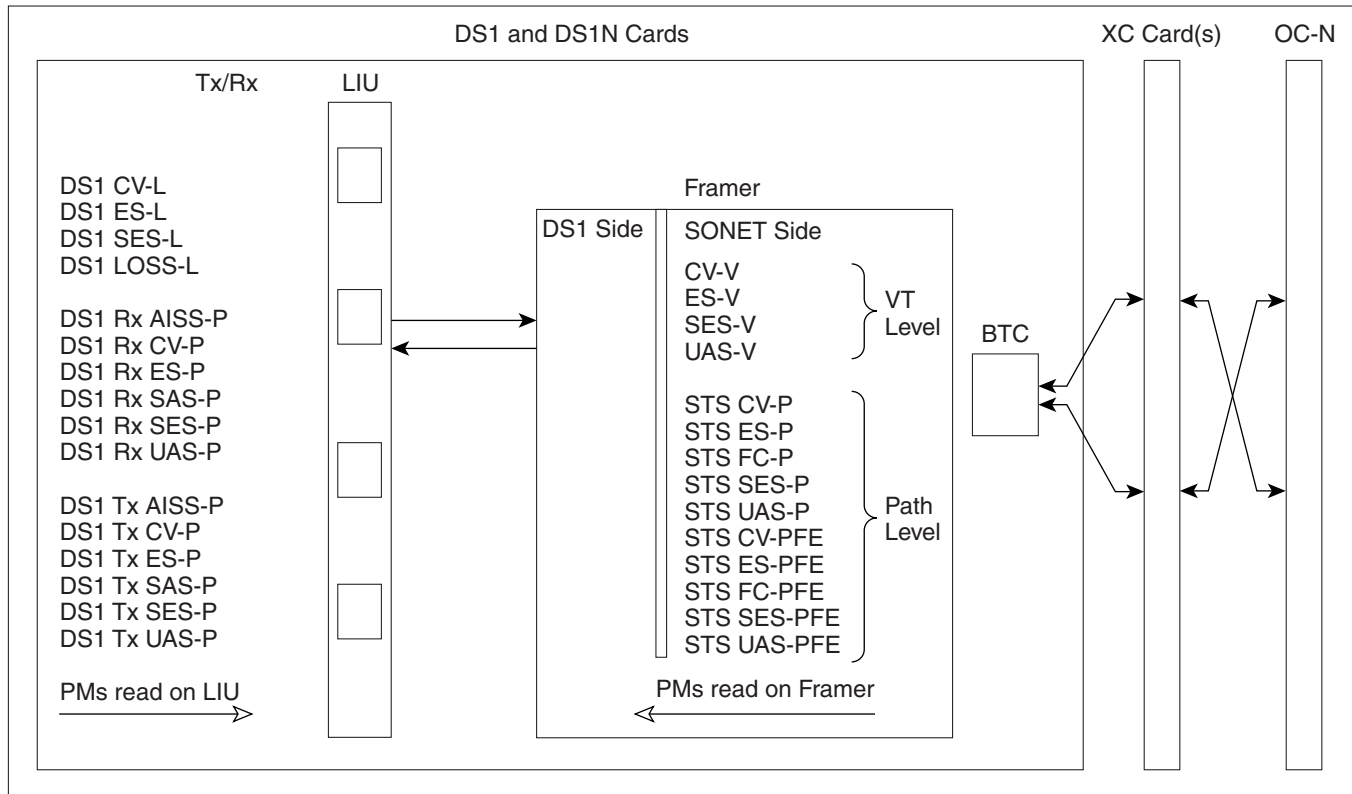 DS1 and DS1N Cards
XC Card(s)
OC-N
Tx/Rx
LIU
DS1 CV-L
DS1 ES-L
DS1 SES-L
DS1 LOSS-L
DS1 Rx AISS-P
DS1 Rx CV-P
DS1 Rx ES-P
DS1 Rx SAS-P
DS1 Rx SES-P
DS1 Rx UAS-P
DS1 Tx AISS-P
DS1 Tx CV-P
DS1 Tx ES-P
DS1 Tx SAS-P
DS1 Tx SES-P
DS1 Tx UAS-P
PMs read on LIU
Framer
DS1 Side
SONET Side
CV-V
ES-V
SES-V
UAS-V
VT
Level
STS CV-P
STS ES-P
STS FC-P
STS SES-P
STS UAS-P
STS CV-PFE
STS ES-PFE
STS FC-PFE
STS SES-PFE
STS UAS-PFE
Path
Level
PMs read on Framer
BTC